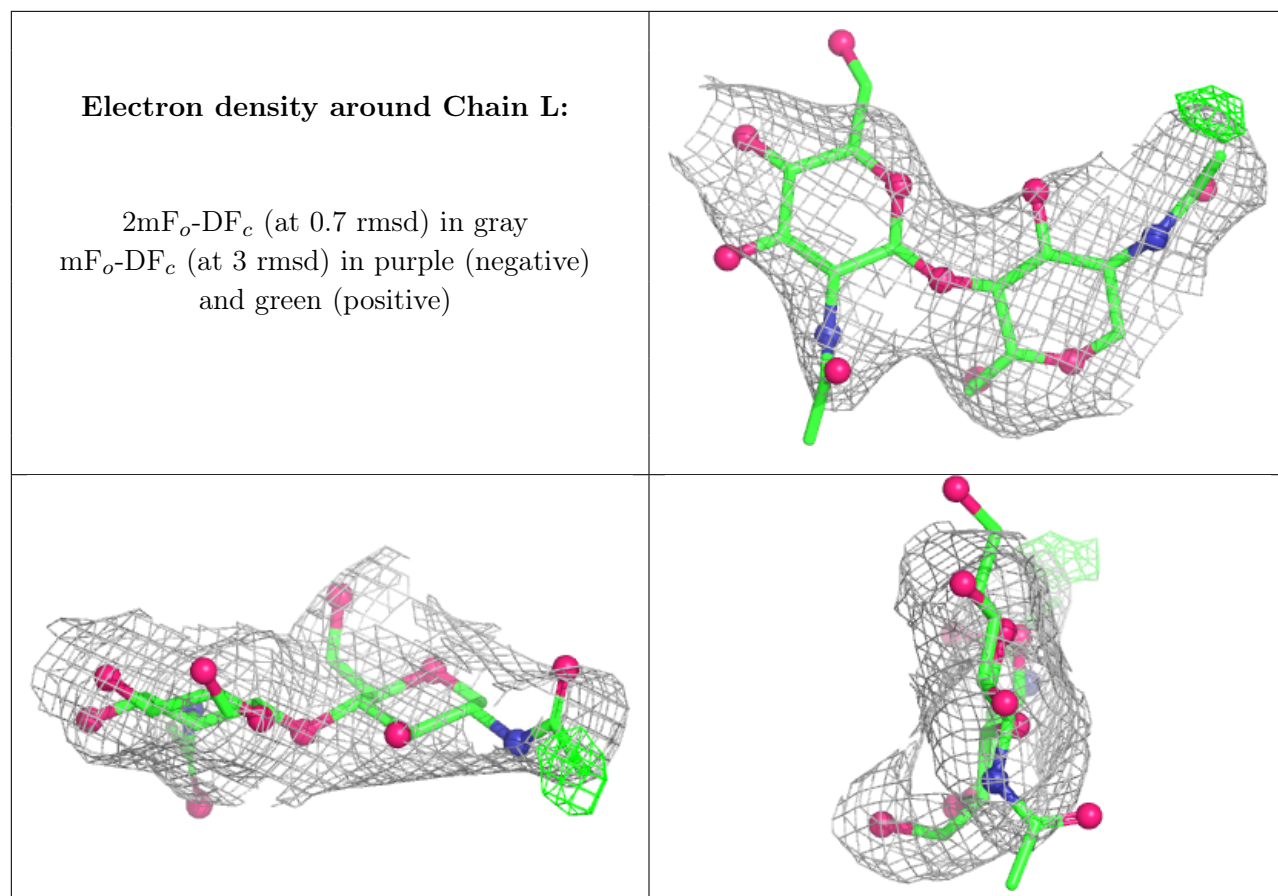 Electron density around Chain L:
2mFₒ-DF𝒸 (at 0.7 rmsd) in gray
mFₒ-DF𝒸 (at 3 rmsd) in purple (negative)
and green (positive)